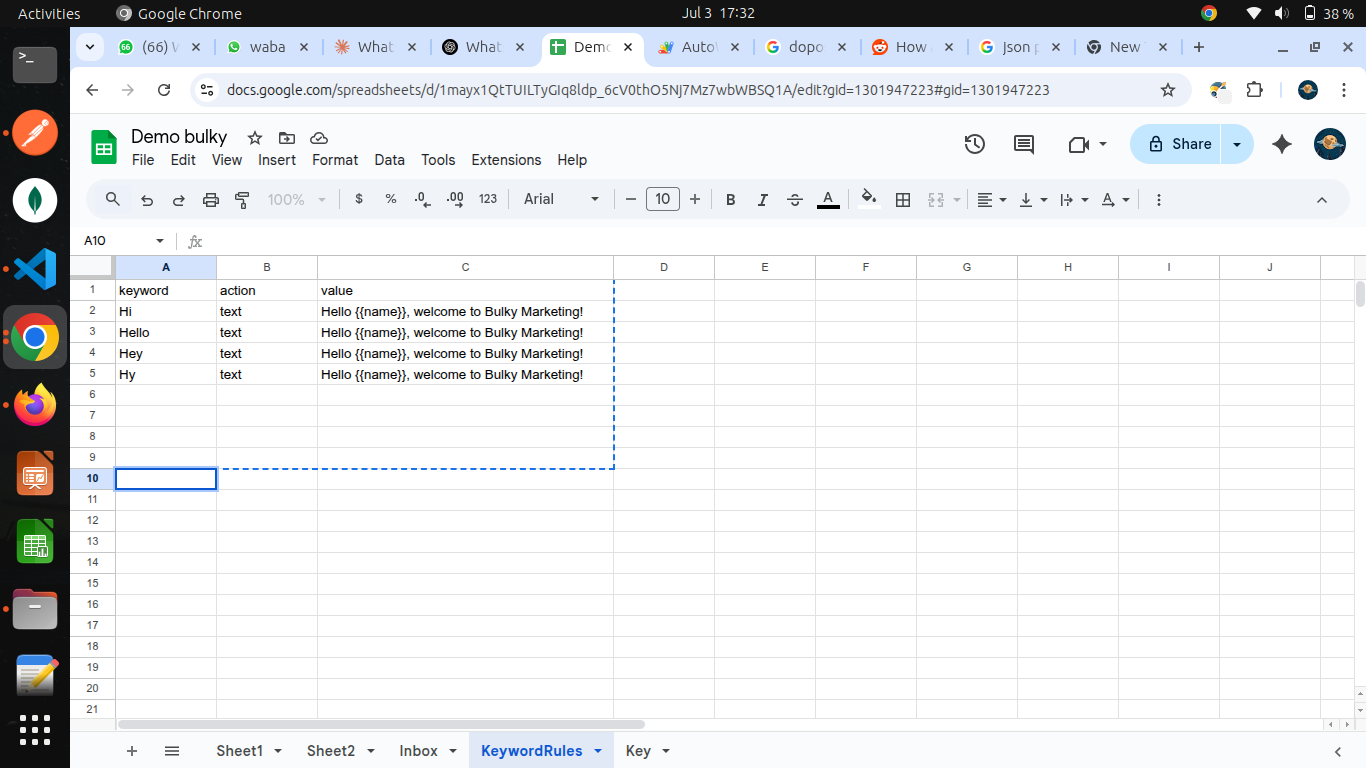 Activities Google Chrome Jul 3 17:32 38 %
(66) W waba What What Demo Auto dopo How Json p New
docs.google.com/spreadsheets/d/1mayx1QtTUILTyGIq8ldp_6cV0thO5NJ7Mz7wbWBSQ1A/edit?gid=1301947223#gid=1301947223
Demo bulky
File Edit View Insert Format Data Tools Extensions Help
Share
100% $ % .0 .00 123 Arial 10 B I S A
A10 fx
A B C D E F G H I J
1 keyword action value
2 Hi text Hello {{name}}, welcome to Bulky Marketing!
3 Hello text Hello {{name}}, welcome to Bulky Marketing!
4 Hey text Hello {{name}}, welcome to Bulky Marketing!
5 Hy text Hello {{name}}, welcome to Bulky Marketing!
6
7
8
9
10
11
12
13
14
15
16
17
18
19
20
21
Sheet1 Sheet2 Inbox KeywordRules Key